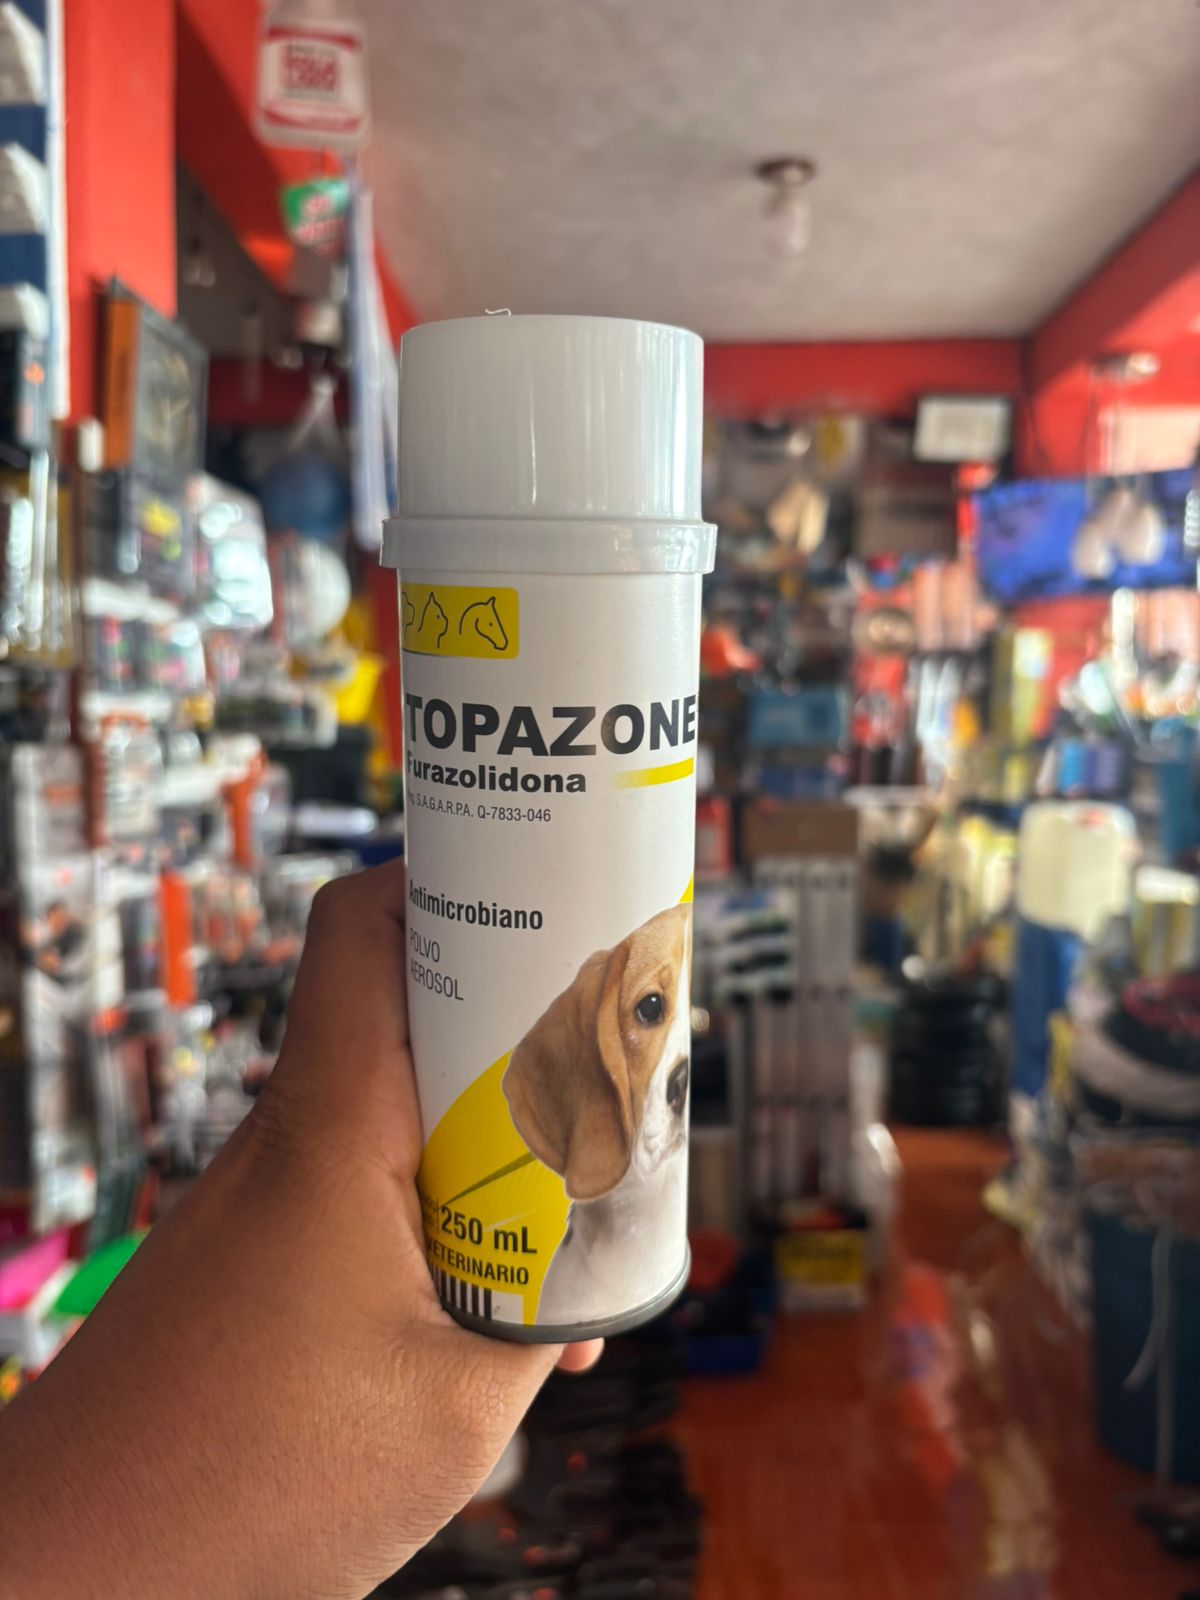 TOPAZONE
Furazolidona
S.A.G.A.R.P.A. Q-7833-046
Antimicrobiano
POLVO
AEROSOL
250 mL
VETERINARIO